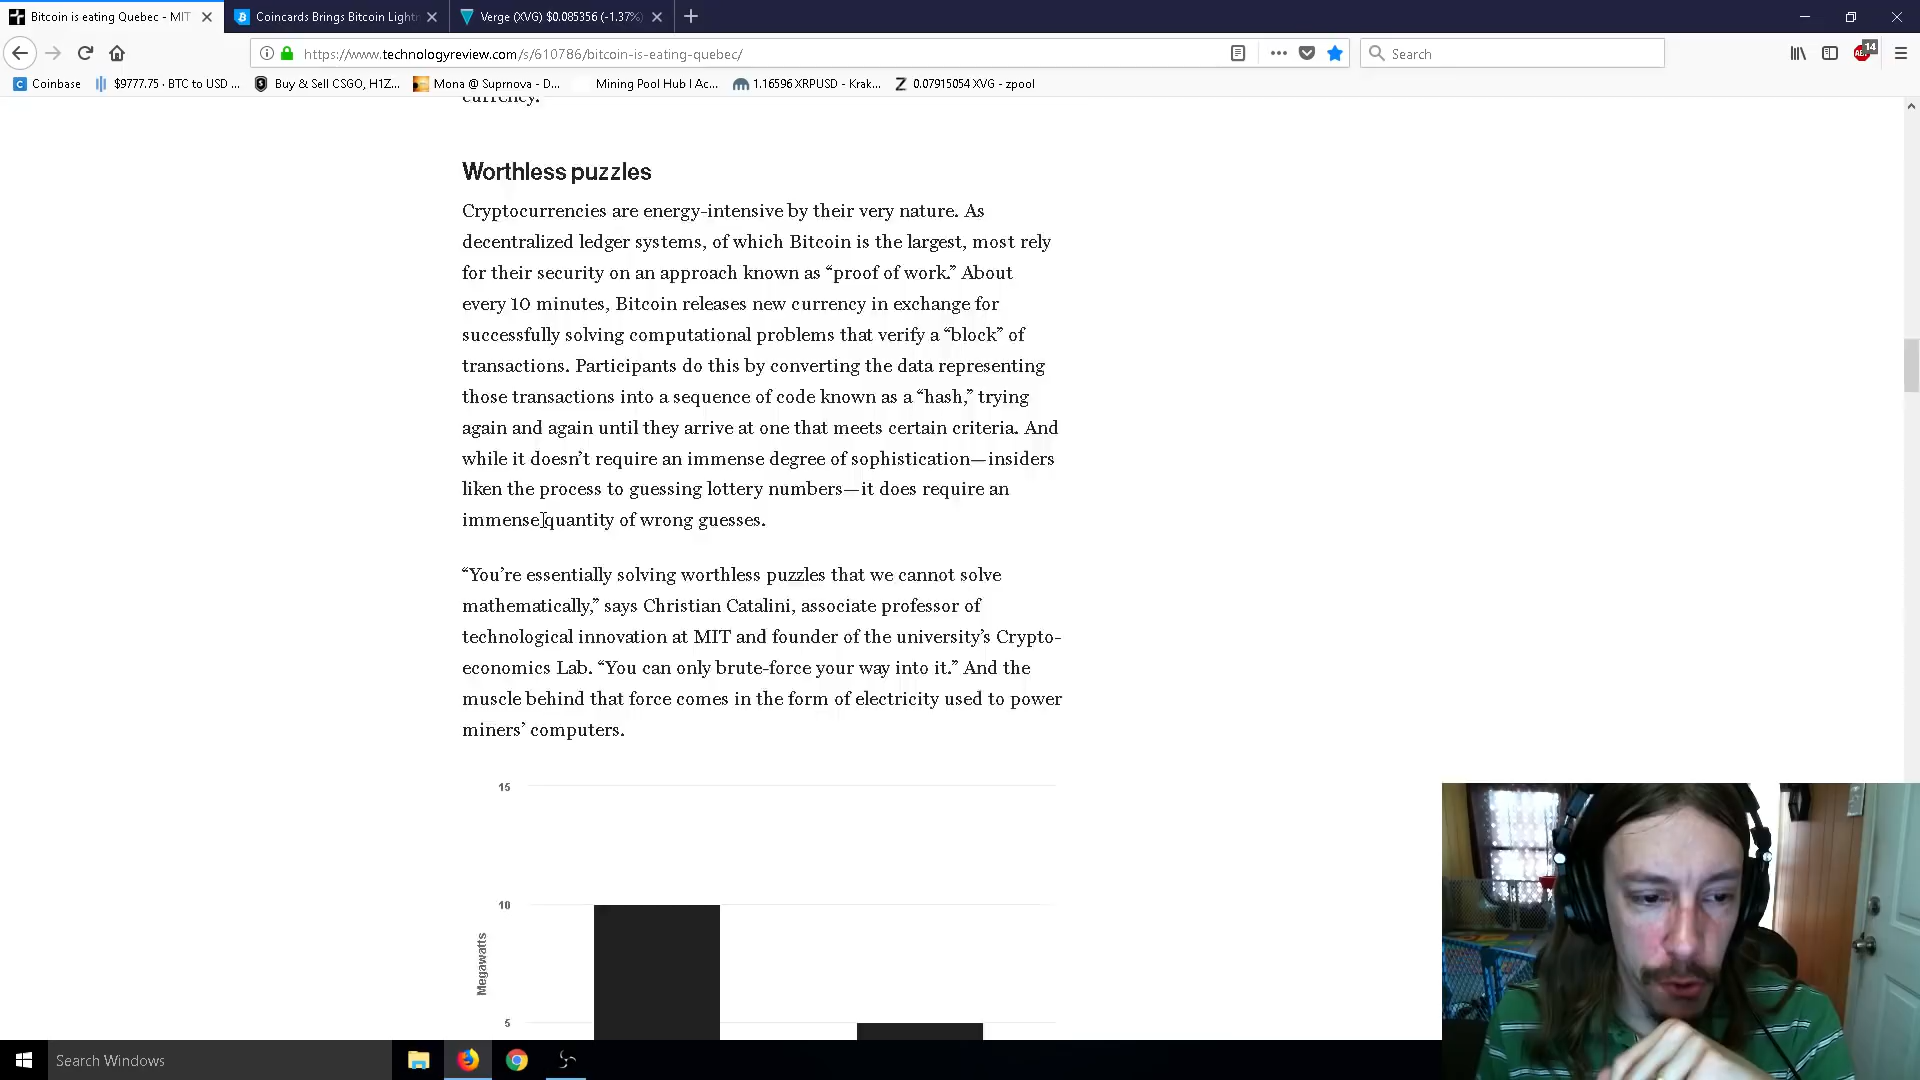 Bitcoin is eating Quebec - MIT
Coincards Brings Bitcoin Lightn
Verge (XVG) $0.085356 (-1.37%)
https://www.technologyreview.com/s/610786/bitcoin-is-eating-quebec/
Search
14
Coinbase
$9777.75 · BTC to USD ...
Buy & Sell CSGO, H1Z...
Mona @ Suprnova - D...
Mining Pool Hub | Ac...
1.16596 XRPUSD - Krak...
0.07915054 XVG - zpool
currency.
Worthless puzzles
Cryptocurrencies are energy-intensive by their very nature. As
decentralized ledger systems, of which Bitcoin is the largest, most rely
for their security on an approach known as “proof of work.” About
every 10 minutes, Bitcoin releases new currency in exchange for
successfully solving computational problems that verify a “block” of
transactions. Participants do this by converting the data representing
those transactions into a sequence of code known as a “hash,” trying
again and again until they arrive at one that meets certain criteria. And
while it doesn’t require an immense degree of sophistication—insiders
liken the process to guessing lottery numbers—it does require an
immense quantity of wrong guesses.
“You’re essentially solving worthless puzzles that we cannot solve
mathematically,” says Christian Catalini, associate professor of
technological innovation at MIT and founder of the university’s Crypto-
economics Lab. “You can only brute-force your way into it.” And the
muscle behind that force comes in the form of electricity used to power
miners’ computers.
15
10
Megawatts
5
Search Windows